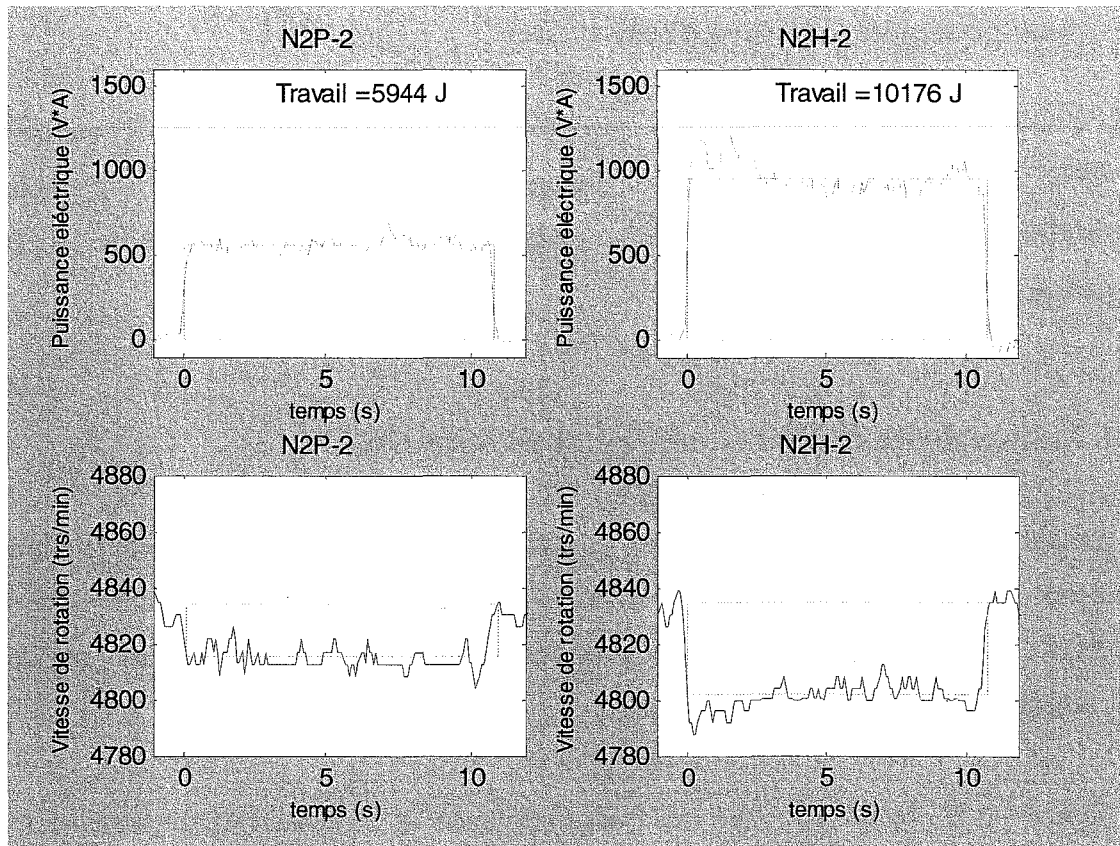 N2P-2
Puissance eléctrique (V*A)
1500
1000
500
0
Travail =5944 J
0
5
10
temps (s)
N2H-2
Puissance eléctrique (V*A)
1500
1000
500
0
Travail =10176 J
0
5
10
temps (s)
N2P-2
Vitesse de rotation (trs/min)
4880
4860
4840
4820
4800
4780
0
5
10
temps (s)
N2H-2
Vitesse de rotation (trs/min)
4880
4860
4840
4820
4800
4780
0
5
10
temps (s)